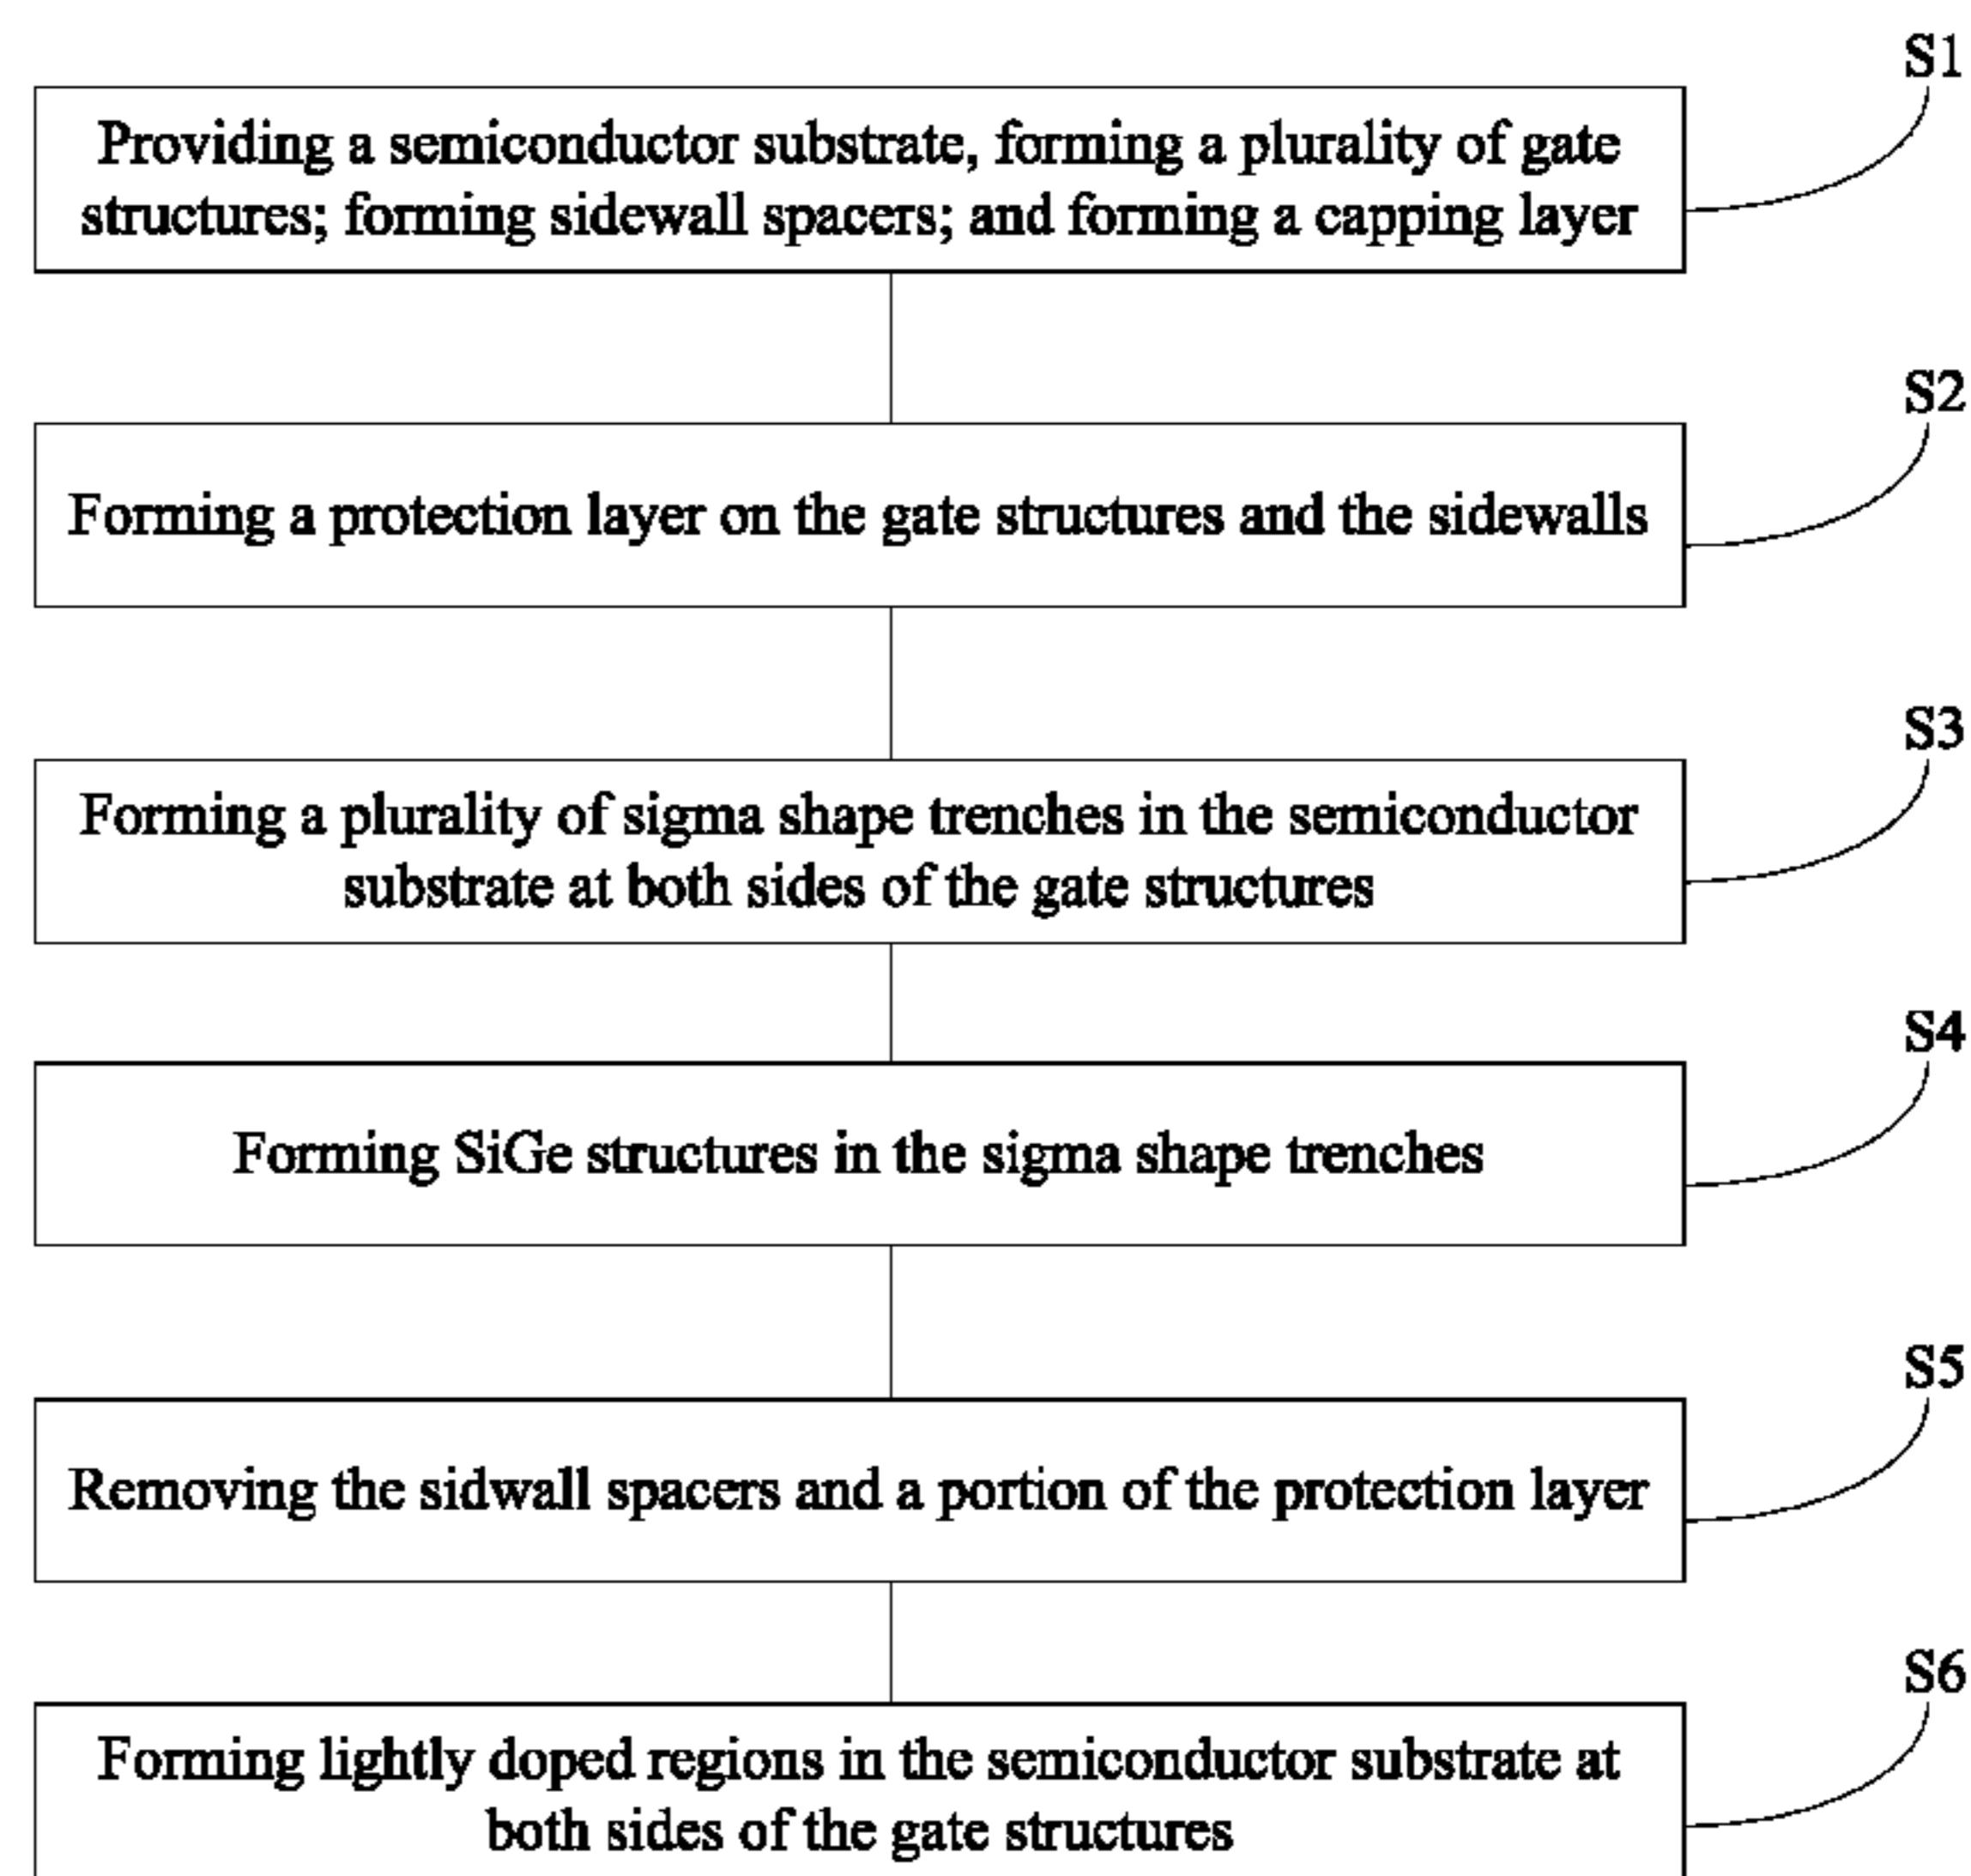 S1
Providing a semiconductor substrate, forming a plurality of gate
structures; forming sidewall spacers; and forming a capping layer
S2
Forming a protection layer on the gate structures and the sidewalls
S3
Forming a plurality of sigma shape trenches in the semiconductor
substrate at both sides of the gate structures
S4
Forming SiGe structures in the sigma shape trenches
S5
Removing the sidwall spacers and a portion of the protection layer
S6
Forming lightly doped regions in the semiconductor substrate at
both sides of the gate structures